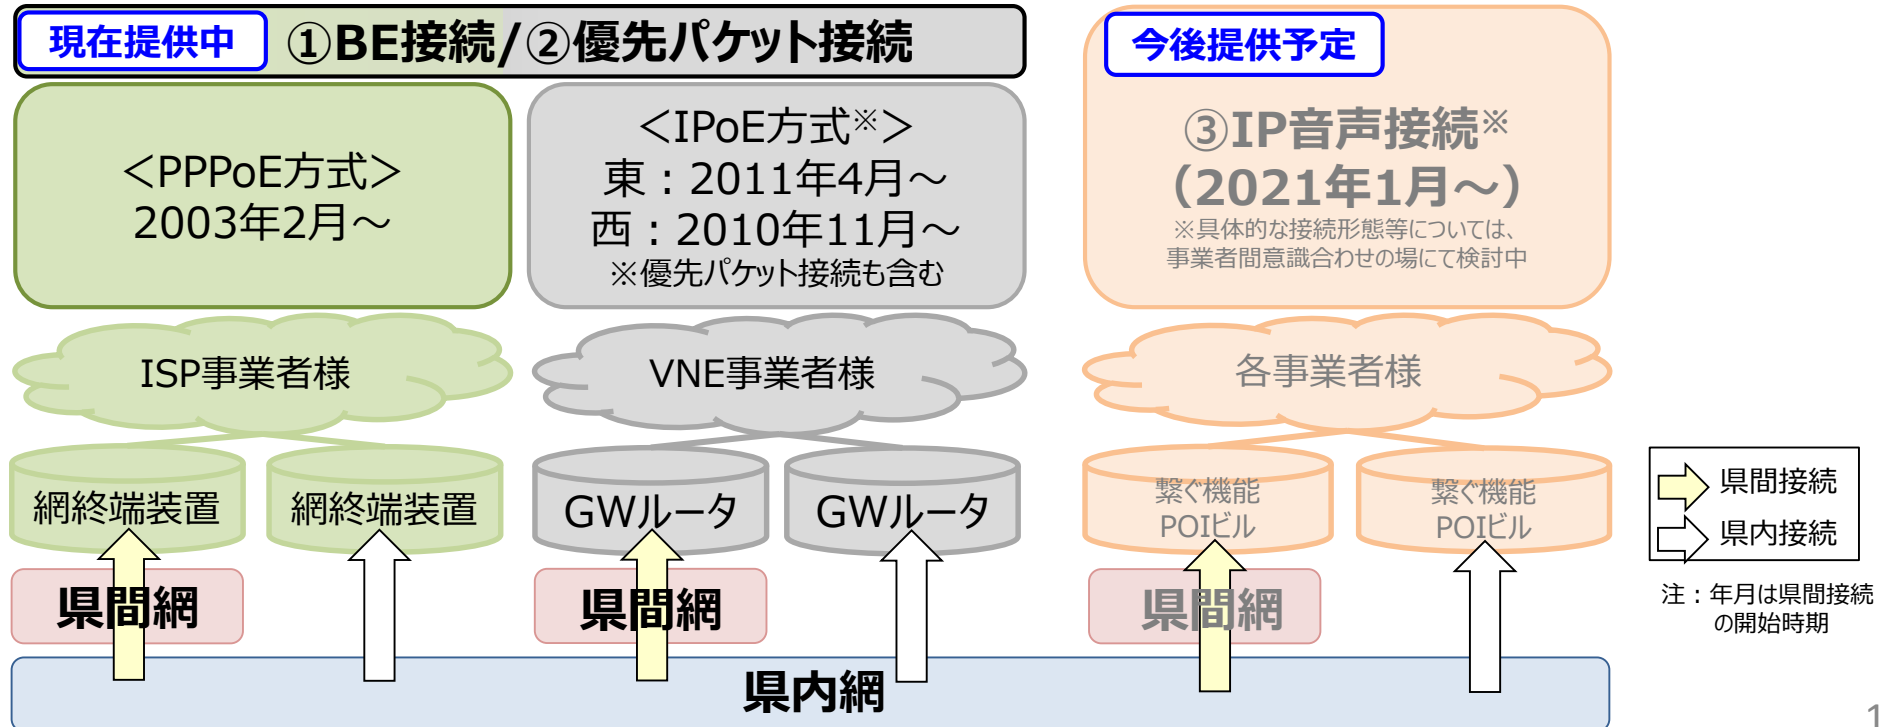 現在提供中
①BE接続/②優先パケット接続
今後提供予定
＜PPPoE方式＞
2003年2月～
＜IPoE方式※＞
東：2011年4月～
西：2010年11月～
※優先パケット接続も含む
③IP音声接続※
（2021年1月～）
※具体的な接続形態等については、
事業者間意識合わせの場にて検討中
ISP事業者様
VNE事業者様
各事業者様
網終端装置
網終端装置
GWルータ
GWルータ
繋ぐ機能
POIビル
繋ぐ機能
POIビル
県間接続
県内接続
注：年月は県間接続
の開始時期
県間網
県間網
県間網
県内網
1